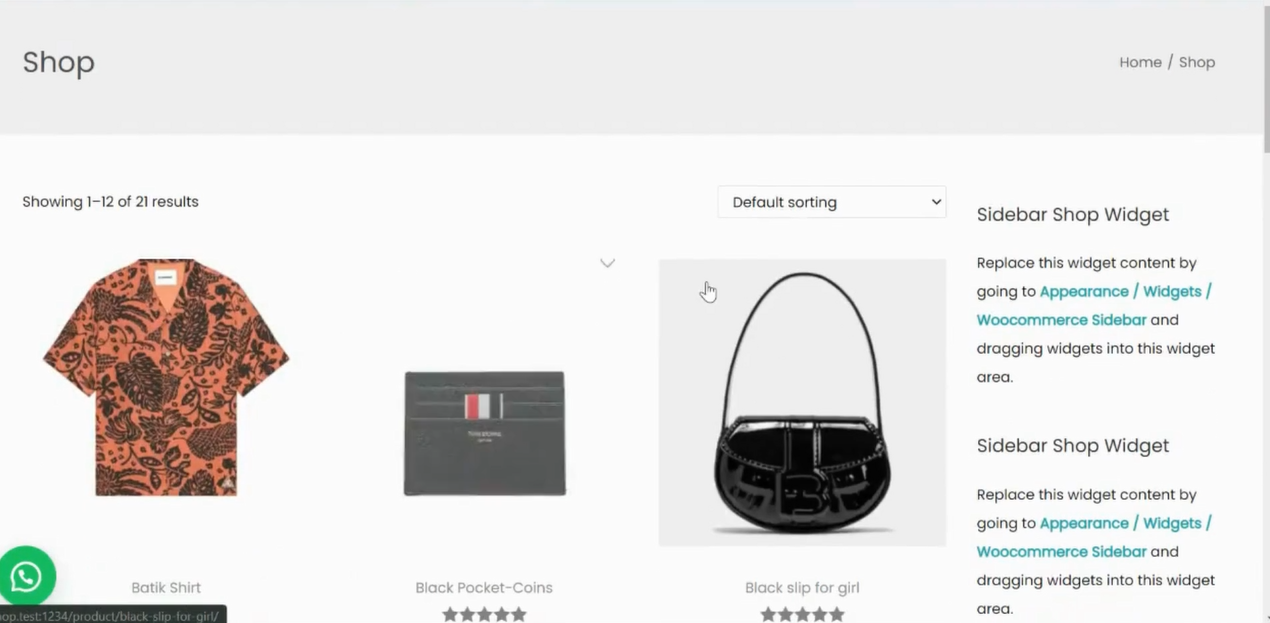 Shop
Home / Shop
Showing 1–12 of 21 results
Default sorting
Sidebar Shop Widget
Replace this widget content by
going to Appearance / Widgets /
Woocommerce Sidebar and
dragging widgets into this widget
area.
Sidebar Shop Widget
Replace this widget content by
going to Appearance / Widgets /
Woocommerce Sidebar and
dragging widgets into this widget
area.
Batik Shirt
Black Pocket-Coins
Black slip for girl
op.test:1234/product/black-slip-for-girl/